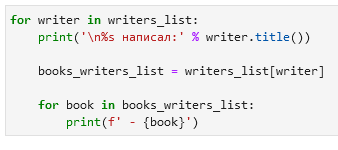 for writer in writers_list:
    print('\n%s написал:' % writer.title())

    books_writers_list = writers_list[writer]

    for book in books_writers_list:
        print(f' - {book}')